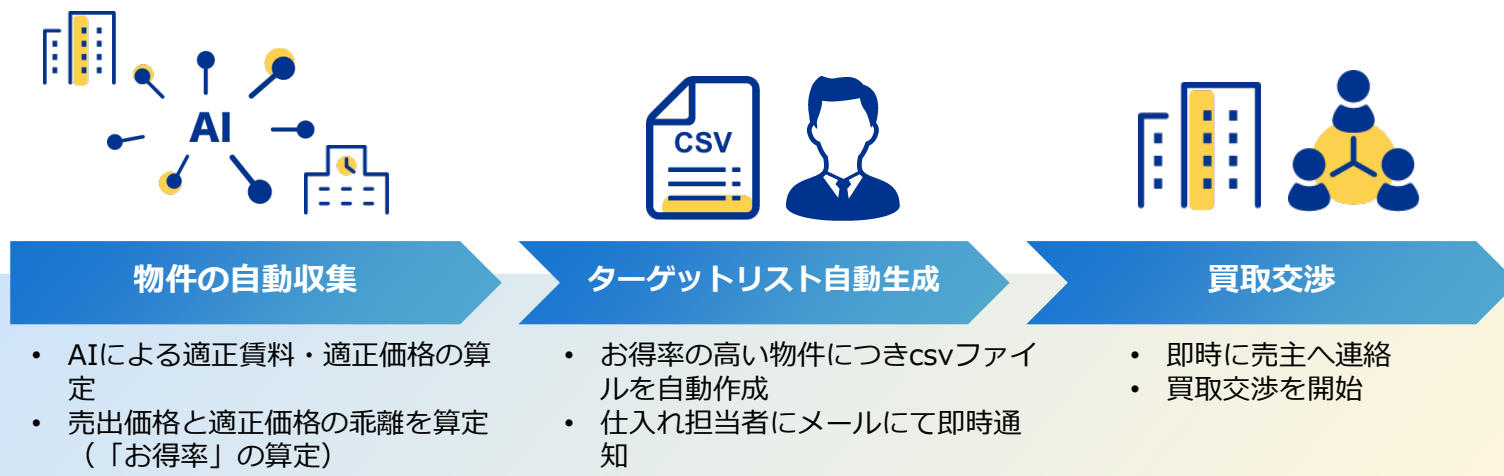 AI
CSV
物件の自動収集
ターゲットリスト自動生成
買取交渉
• AIによる適正賃料・適正価格の算
定
• 売出価格と適正価格の乖離を算定
（「お得率」の算定）
• お得率の高い物件につきcsvファイ
ルを自動作成
• 仕入れ担当者にメールにて即時通
知
• 即時に売主へ連絡
• 買取交渉を開始